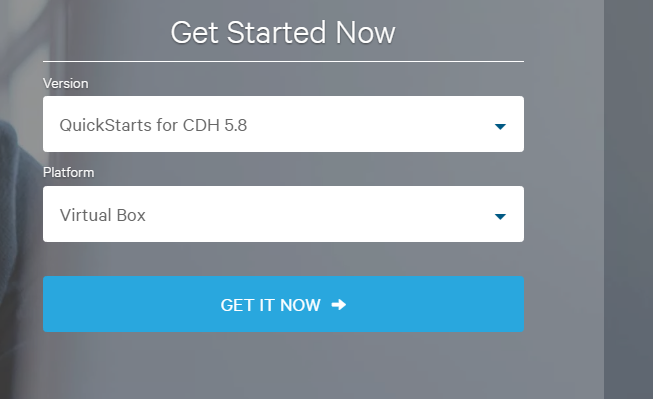 Get Started Now
Version
QuickStarts for CDH 5.8
Platform
Virtual Box
GET IT NOW